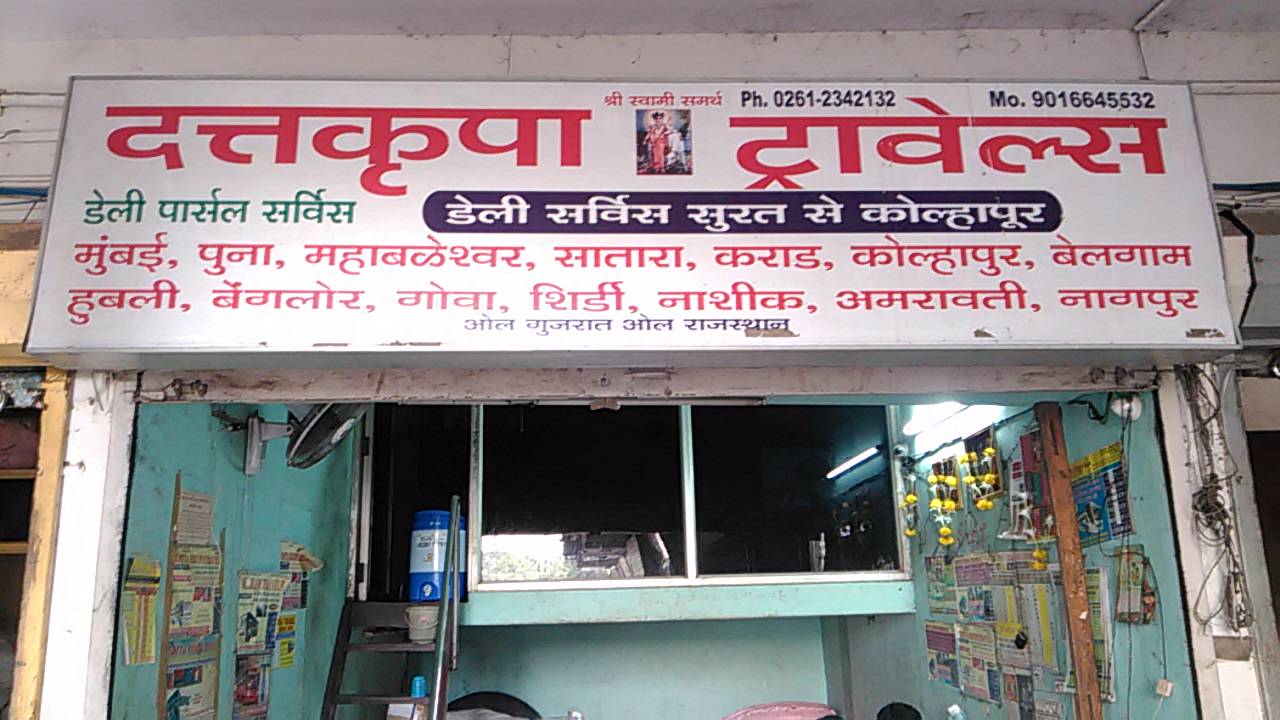 श्री स्वामी समर्थ Ph. 0261-2342132 Mo. 9016645532
दत्तकृपा ट्रावेल्स
डेली पार्सल सर्विस डेली सर्विस सुरत से कोल्हापूर
मुंबई, पुना, महाबळेश्वर, सातारा, कराड, कोल्हापुर, बेलगाम
हुबली, बेंगलोर, गोवा, शिर्डी, नाशीक, अमरावती, नागपुर
ओल गुजरात ओल राजस्थान